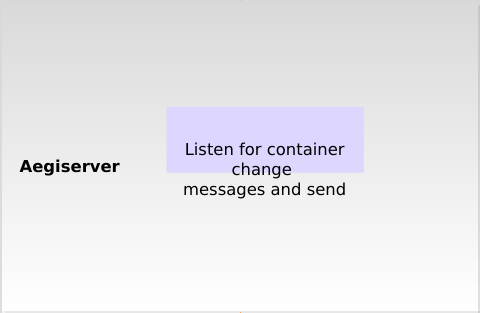 Aegiserver
Listen for container
change
messages and send